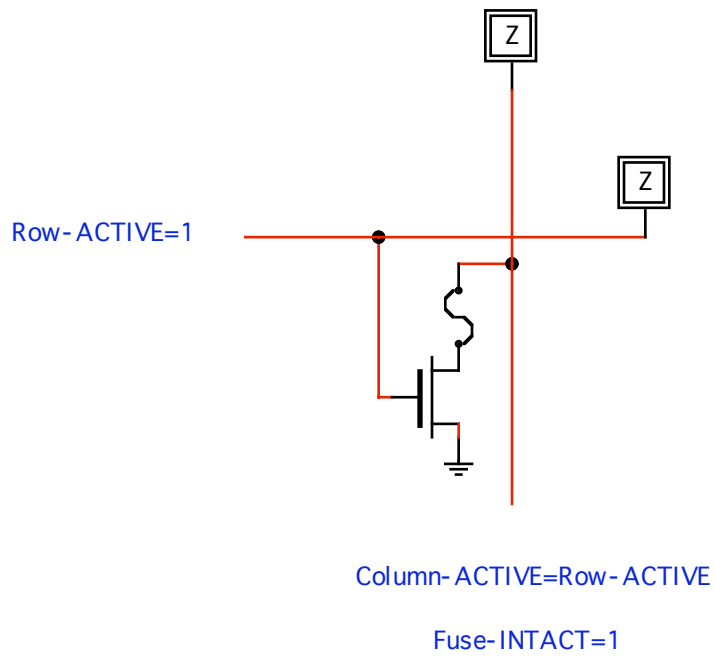 Z
Z
Row-ACTIVE=1
Column-ACTIVE=Row-ACTIVE
Fuse-INTACT=1